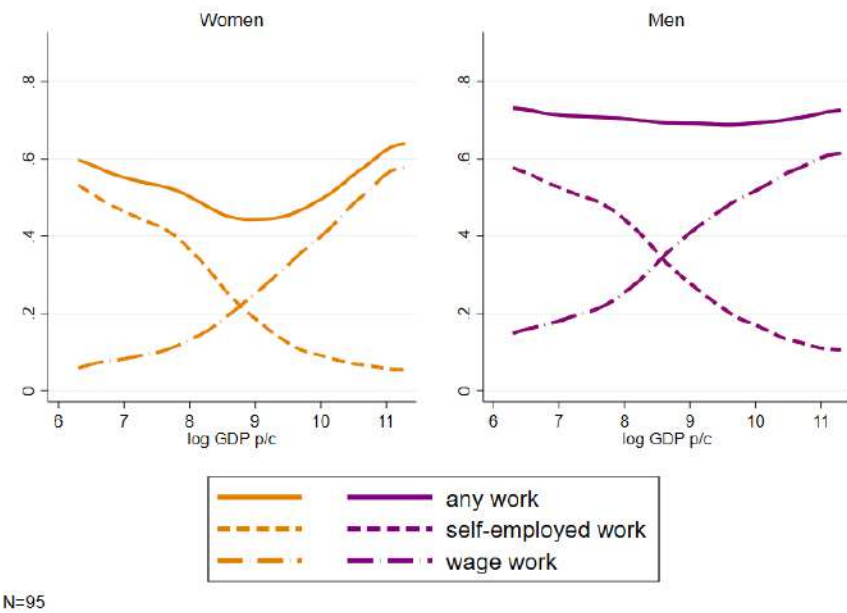 Women
.8
.6
.4
.2
0
6 7 8 9 10 11
log GDP p/c
Men
.8
.6
.4
.2
0
6 7 8 9 10 11
log GDP p/c
any work
self-employed work
wage work
N=95